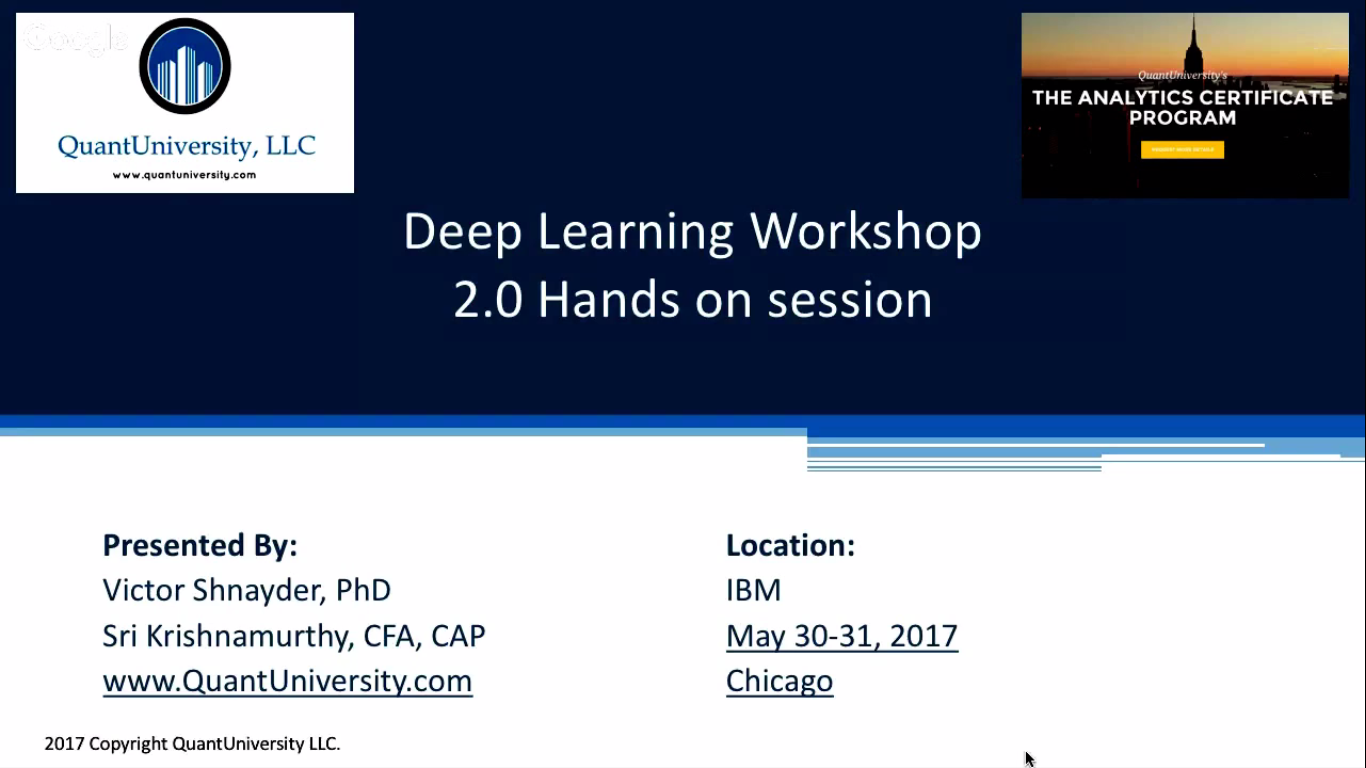 Google
QuantUniversity, LLC
www.quantuniversity.com
QuantUniversity's
THE ANALYTICS CERTIFICATE
PROGRAM
Deep Learning Workshop
2.0 Hands on session
Presented By:
Victor Shnayder, PhD
Sri Krishnamurthy, CFA, CAP
www.QuantUniversity.com
Location:
IBM
May 30-31, 2017
Chicago
2017 Copyright QuantUniversity LLC.